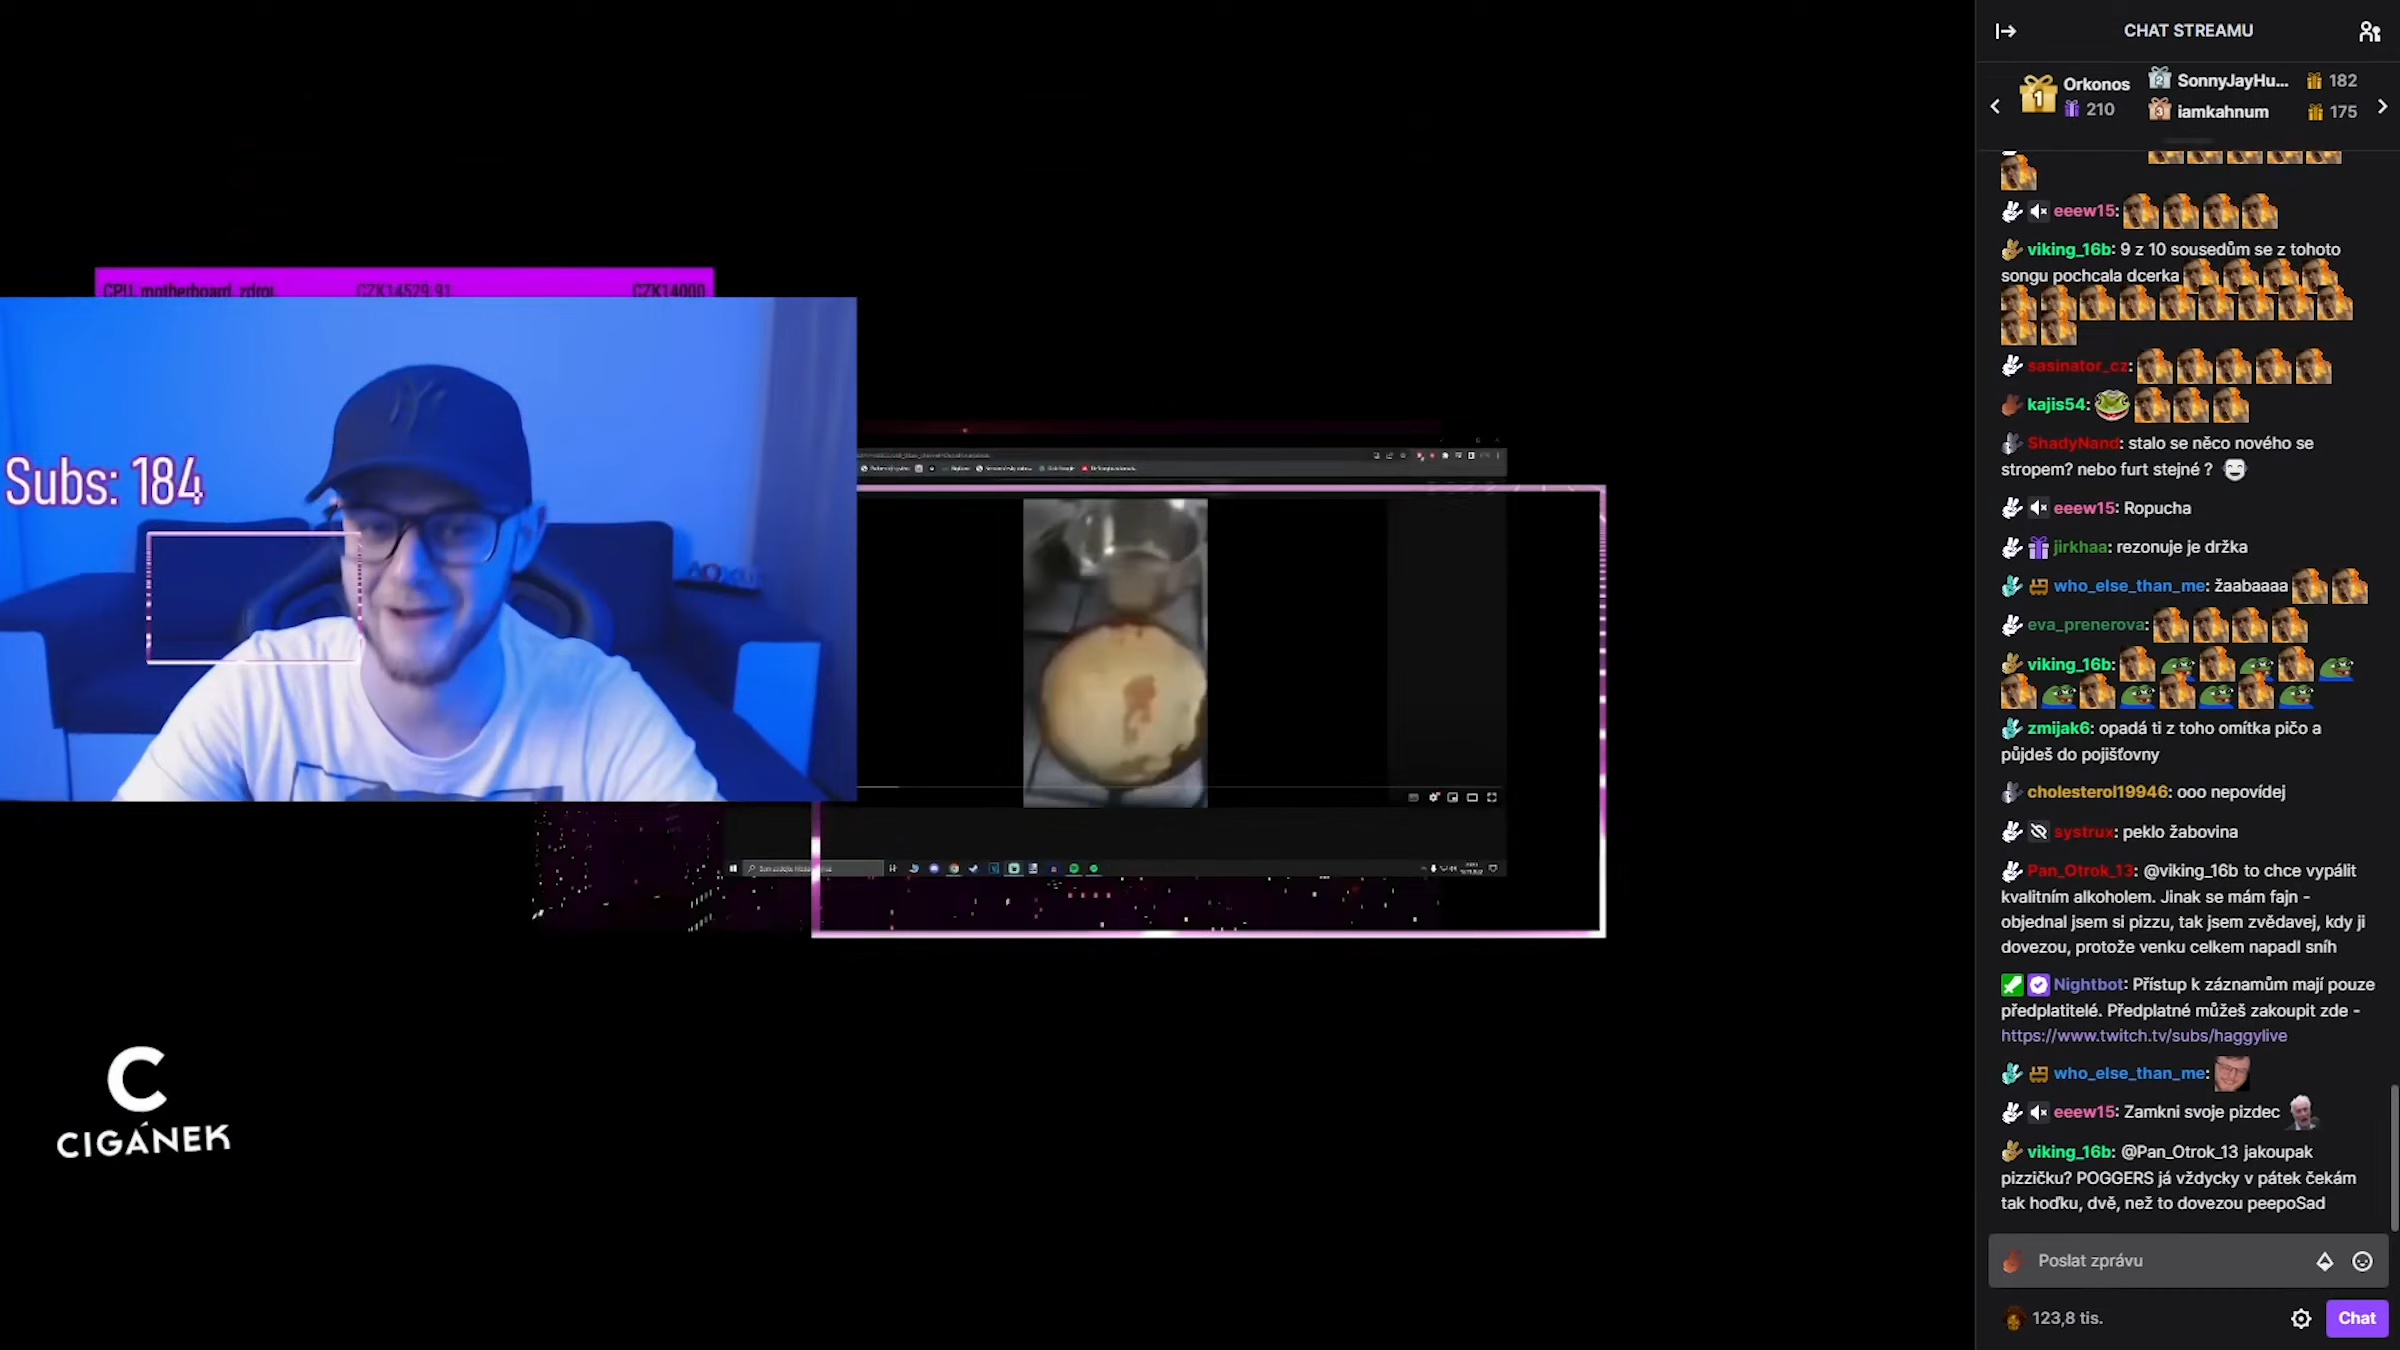 CPU, motherboard, zdroj CZK14529.91 CZK14000
Subs: 184
AOXUS
C
CIGÁNEK
CHAT STREAMU
1 Orkonos
210
2 SonnyJayHu... 182
3 iamkahnum 175
eeew15:
viking_16b: 9 z 10 sousedům se z tohoto
songu pochcala dcerka
sasinator_cz:
kajis54:
ShadyNand: stalo se něco nového se
stropem? nebo furt stejné ?
eeew15: Ropucha
jirkhaa: rezonuje je držka
who_else_than_me: žaabaaaa
eva_prenerova:
viking_16b:
zmijak6: opadá ti z toho omítka pičo a
půjdeš do pojišťovny
cholesterol19946: ooo nepovídej
systrux: peklo žabovina
Pan_Otrok_13: @viking_16b to chce vypálit
kvalitním alkoholem. Jinak se mám fajn -
objednal jsem si pizzu, tak jsem zvědavej, kdy ji
dovezou, protože venku celkem napadl sníh
Nightbot: Přístup k záznamům mají pouze
předplatitelé. Předplatné můžeš zakoupit zde -
https://www.twitch.tv/subs/haggylive
who_else_than_me:
eeew15: Zamkni svoje pizdec
viking_16b: @Pan_Otrok_13 jakoupak
pizzičku? POGGERS já vždycky v pátek čekám
tak hoďku, dvě, než to dovezou peepoSad
Poslat zprávu
123,8 tis.
Chat